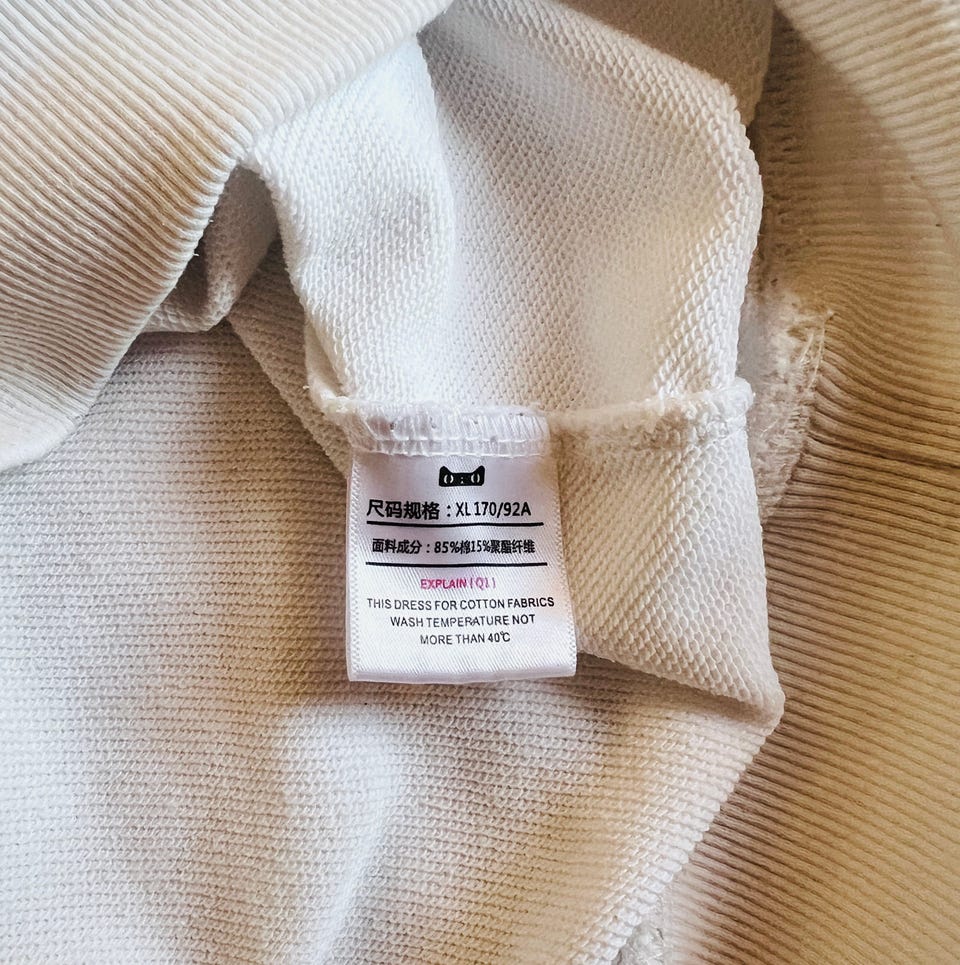 尺码规格：XL 170/92A
面料成分：85%棉15%聚酯纤维
EXPLAIN (Q1)
THIS DRESS FOR COTTON FABRICS
WASH TEMPERATURE NOT
MORE THAN 40℃